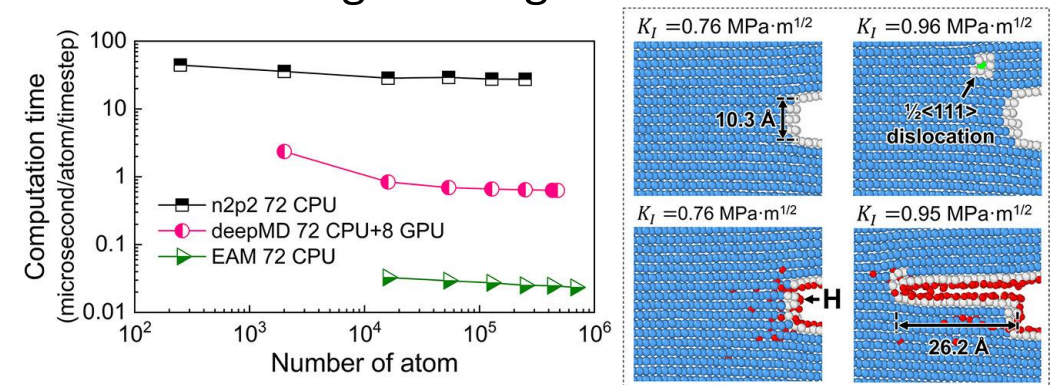 Computation time
(microsecond/atom/timestep)
100
10
1
0.1
0.01
n2p2 72 CPU
deepMD 72 CPU+8 GPU
EAM 72 CPU
10²
10³
10⁴
10⁵
10⁶
Number of atom
K_I =0.76 MPa·m^{1/2}
K_I =0.96 MPa·m^{1/2}
10.3 Å
½<111>
dislocation
K_I =0.76 MPa·m^{1/2}
K_I =0.95 MPa·m^{1/2}
H
26.2 Å